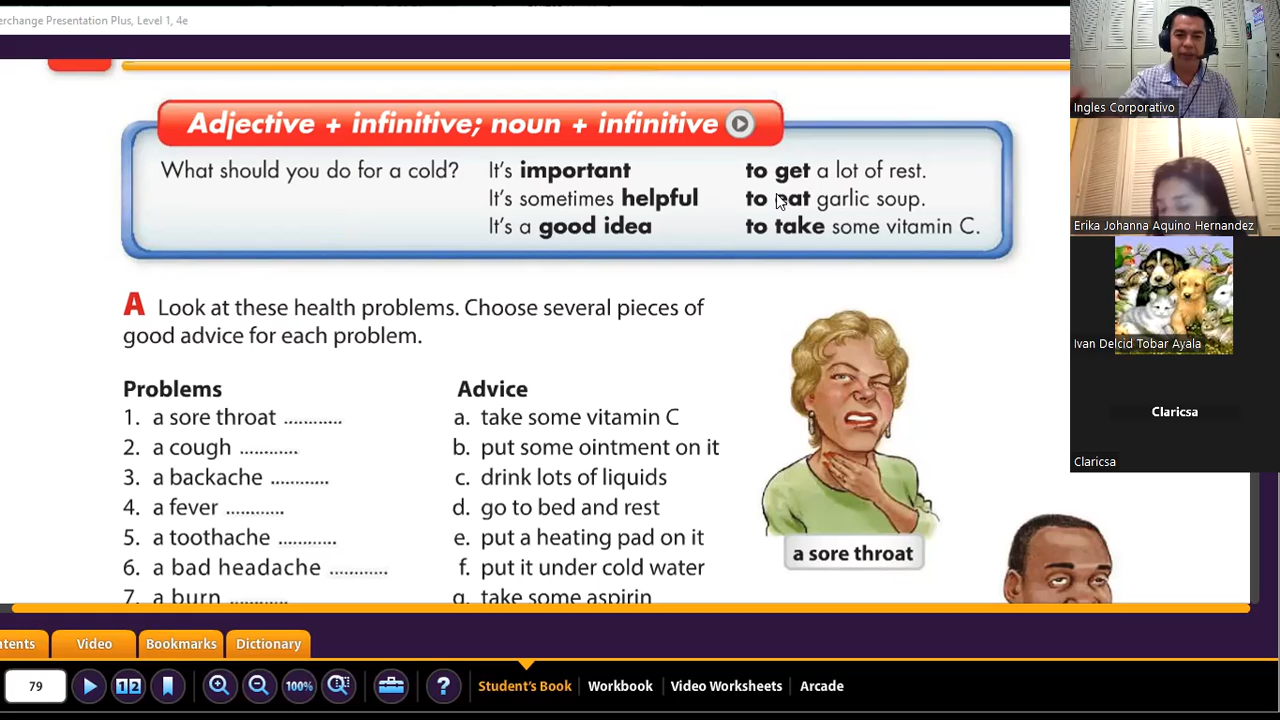 erchange Presentation Plus, Level 1, 4e
Adjective + infinitive; noun + infinitive
What should you do for a cold? It's important to get a lot of rest.
It's sometimes helpful to eat garlic soup.
It's a good idea to take some vitamin C.
A Look at these health problems. Choose several pieces of
good advice for each problem.
Problems Advice
1. a sore throat ............ a. take some vitamin C
2. a cough ............ b. put some ointment on it
3. a backache ............ c. drink lots of liquids
4. a fever ............ d. go to bed and rest
5. a toothache ............ e. put a heating pad on it
6. a bad headache ............ f. put it under cold water
7. a burn ............ g. take some aspirin
a sore throat
Ingles Corporativo
Erika Johanna Aquino Hernandez
Ivan Delcid Tobar Ayala
Claricsa
Claricsa
ntents Video Bookmarks Dictionary
79 12 100% ? Student's Book Workbook Video Worksheets Arcade